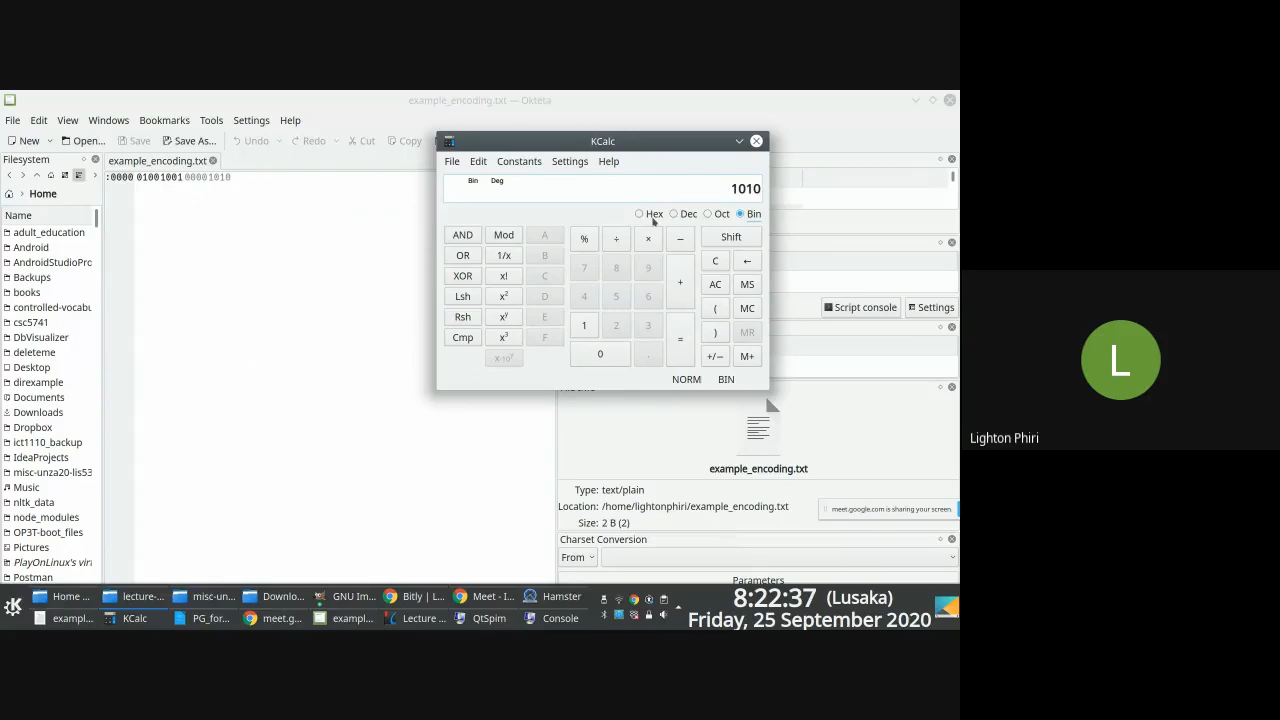 example_encoding.txt — Okteta
File Edit View Windows Bookmarks Tools Settings Help
New Open... Save Save As... Undo Redo Cut Copy
Filesystem
example_encoding.txt
:0000 01001001 00001010
Home
Name
adult_education
Android
AndroidStudioPro
Backups
books
controlled-vocabu
csc5741
DbVisualizer
deleteme
Desktop
direxample
Documents
Downloads
Dropbox
ict1110_backup
IdeaProjects
misc-unza20-lis53
Music
nltk_data
node_modules
OP3T-boot_files
Pictures
PlayOnLinux's virt
Postman
KCalc
File Edit Constants Settings Help
Bin Deg
1010
Hex Dec Oct Bin
AND Mod A % ÷ × − Shift
OR 1/x B 7 8 9 + C ←
XOR x! C AC MS
Lsh x² D 4 5 6 ( MC
Rsh xʸ E 1 2 3 = ) MR
Cmp x³ F 0 . +/− M+
x·10ʸ
NORM BIN
Script console Settings
example_encoding.txt
Type: text/plain
Location: /home/lightonphiri/example_encoding.txt
Size: 2 B (2)
meet.google.com is sharing your screen.
Charset Conversion
From
Parameters
Home ... lecture-... misc-un... Downlo... GNU Im... Bitly | L... Meet - I... Hamster
exampl... KCalc PG_for... meet.g... exampl... Lecture ... QtSpim Console
8:22:37 (Lusaka)
Friday, 25 September 2020
L
Lighton Phiri